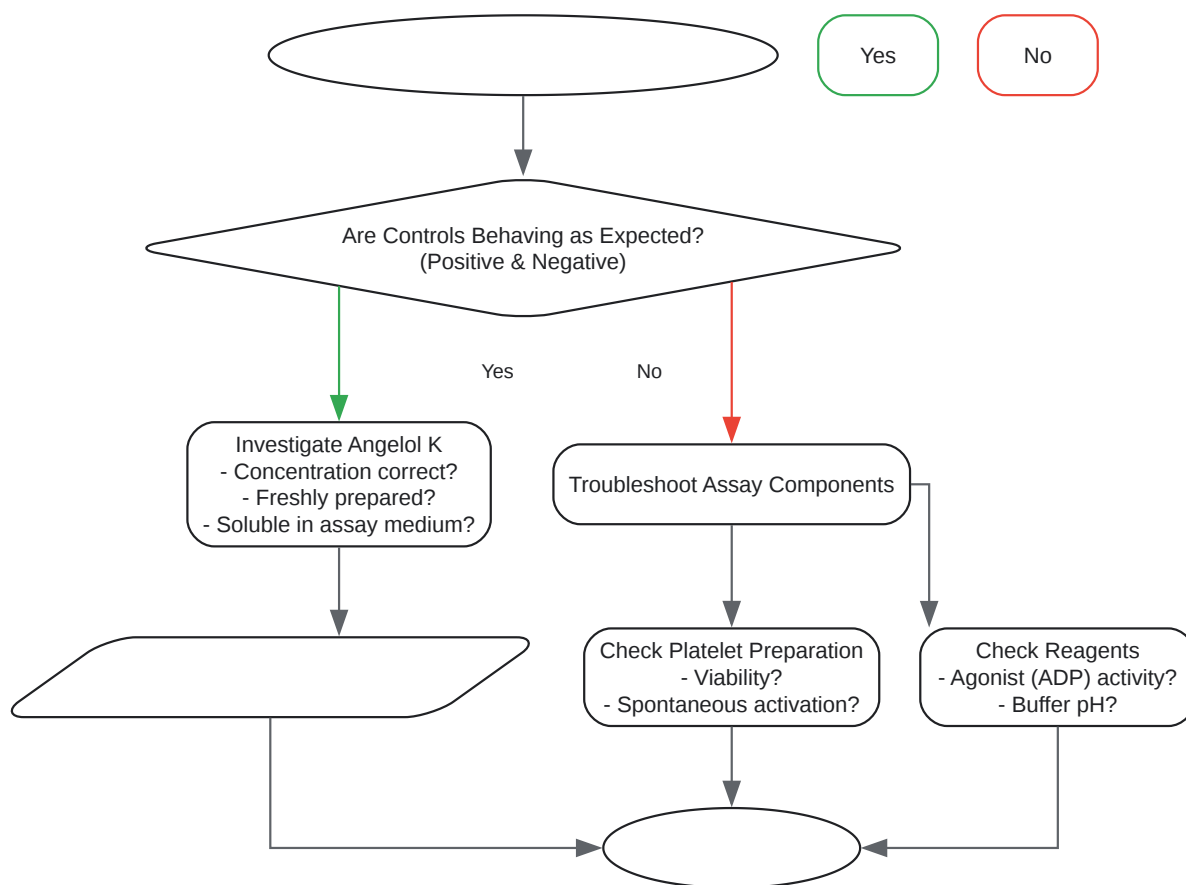 Yes
No
Are Controls Behaving as Expected?
(Positive & Negative)
Yes
No
Investigate Angelol K
- Concentration correct?
- Freshly prepared?
- Soluble in assay medium?
Troubleshoot Assay Components
Check Platelet Preparation
- Viability?
- Spontaneous activation?
Check Reagents
- Agonist (ADP) activity?
- Buffer pH?